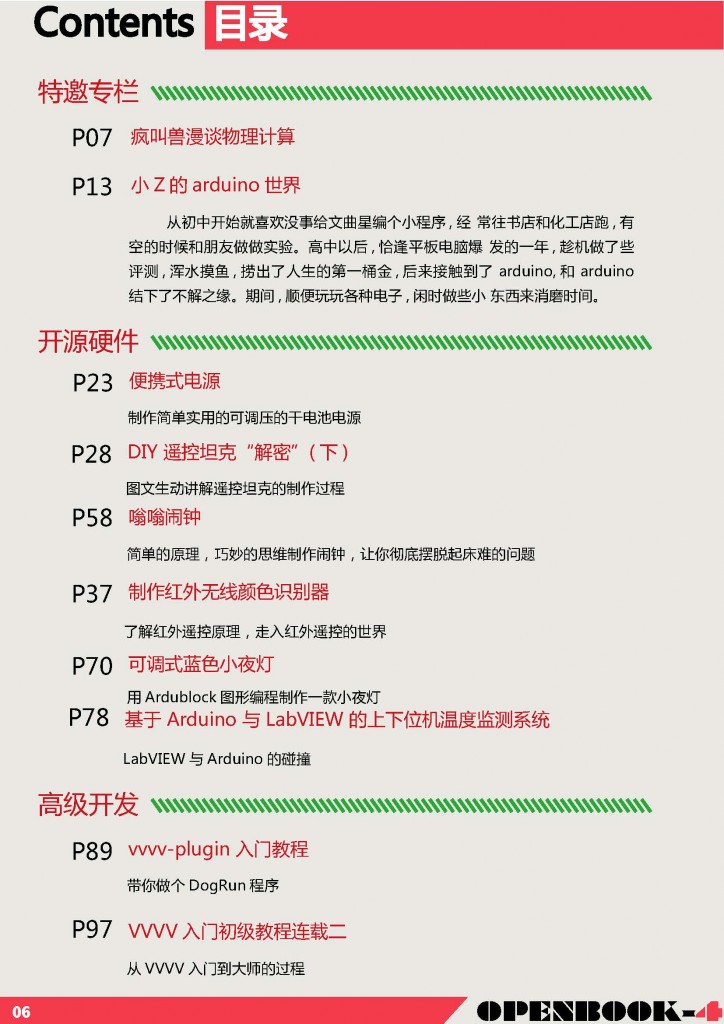 Contents 目录
特邀专栏
P07 疯叫兽漫谈物理计算
P13 小 Z 的 arduino 世界
从初中开始就喜欢没事给文曲星编个小程序，经 常往书店和化工店跑，有
空的时候和朋友做做实验。高中以后，恰逢平板电脑爆 发的一年，趁机做了些
评测，浑水摸鱼，捞出了人生的第一桶金，后来接触到了 arduino, 和 arduino
结下了不解之缘。期间，顺便玩玩各种电子，闲时做些小 东西来消磨时间。
开源硬件
P23 便携式电源
制作简单实用的可调压的干电池电源
P28 DIY 遥控坦克“解密”（下）
图文生动讲解遥控坦克的制作过程
P58 嗡嗡闹钟
简单的原理，巧妙的思维制作闹钟，让你彻底摆脱起床难的问题
P37 制作红外无线颜色识别器
了解红外遥控原理，走入红外遥控的世界
P70 可调式蓝色小夜灯
用 Ardublock 图形编程制作一款小夜灯
P78 基于 Arduino 与 LabVIEW 的上下位机温度监测系统
LabVIEW 与 Arduino 的碰撞
高级开发
P89 vvvv-plugin 入门教程
带你做个 DogRun 程序
P97 VVVV 入门初级教程连载二
从 VVVV 入门到大师的过程
06 OPENBOOK-4